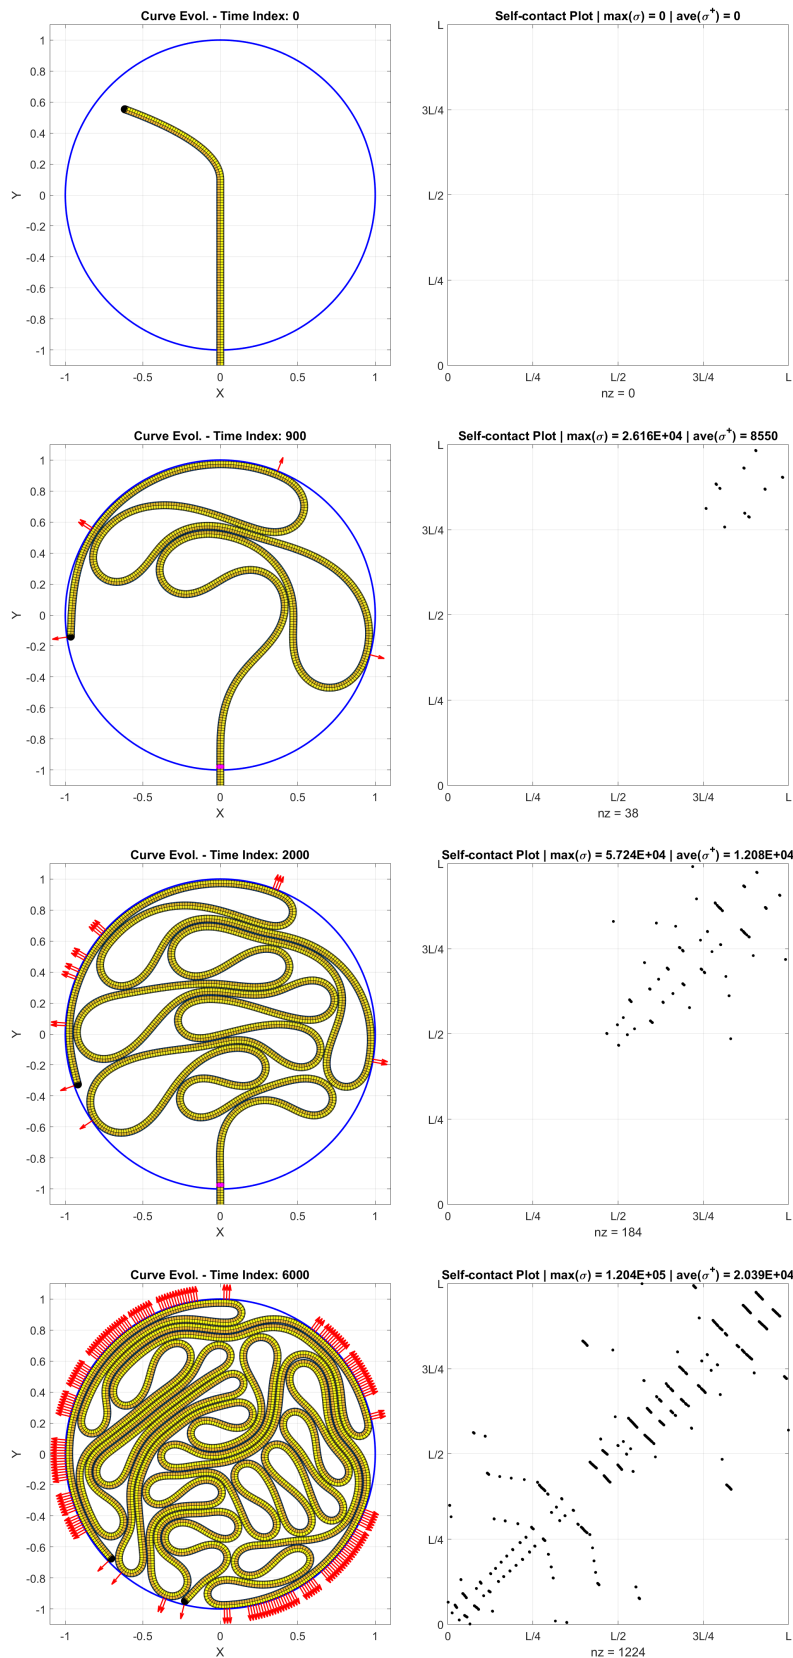 Curve Evol. - Time Index: 0
1
0.8
0.6
0.4
0.2
0
-0.2
-0.4
-0.6
-0.8
-1
Y
-1 -0.5 0 0.5 1
X
Self-contact Plot | max(σ) = 0 | ave(σ⁺) = 0
L
3L/4
L/2
L/4
0
0 L/4 L/2 3L/4 L
nz = 0
Curve Evol. - Time Index: 900
1
0.8
0.6
0.4
0.2
0
-0.2
-0.4
-0.6
-0.8
-1
Y
-1 -0.5 0 0.5 1
X
Self-contact Plot | max(σ) = 2.616E+04 | ave(σ⁺) = 8550
L
3L/4
L/2
L/4
0
0 L/4 L/2 3L/4 L
nz = 38
Curve Evol. - Time Index: 2000
1
0.8
0.6
0.4
0.2
0
-0.2
-0.4
-0.6
-0.8
-1
Y
-1 -0.5 0 0.5 1
X
Self-contact Plot | max(σ) = 5.724E+04 | ave(σ⁺) = 1.208E+04
L
3L/4
L/2
L/4
0
0 L/4 L/2 3L/4 L
nz = 184
Curve Evol. - Time Index: 6000
1
0.8
0.6
0.4
0.2
0
-0.2
-0.4
-0.6
-0.8
-1
Y
-1 -0.5 0 0.5 1
X
Self-contact Plot | max(σ) = 1.204E+05 | ave(σ⁺) = 2.039E+04
L
3L/4
L/2
L/4
0
0 L/4 L/2 3L/4 L
nz = 1224